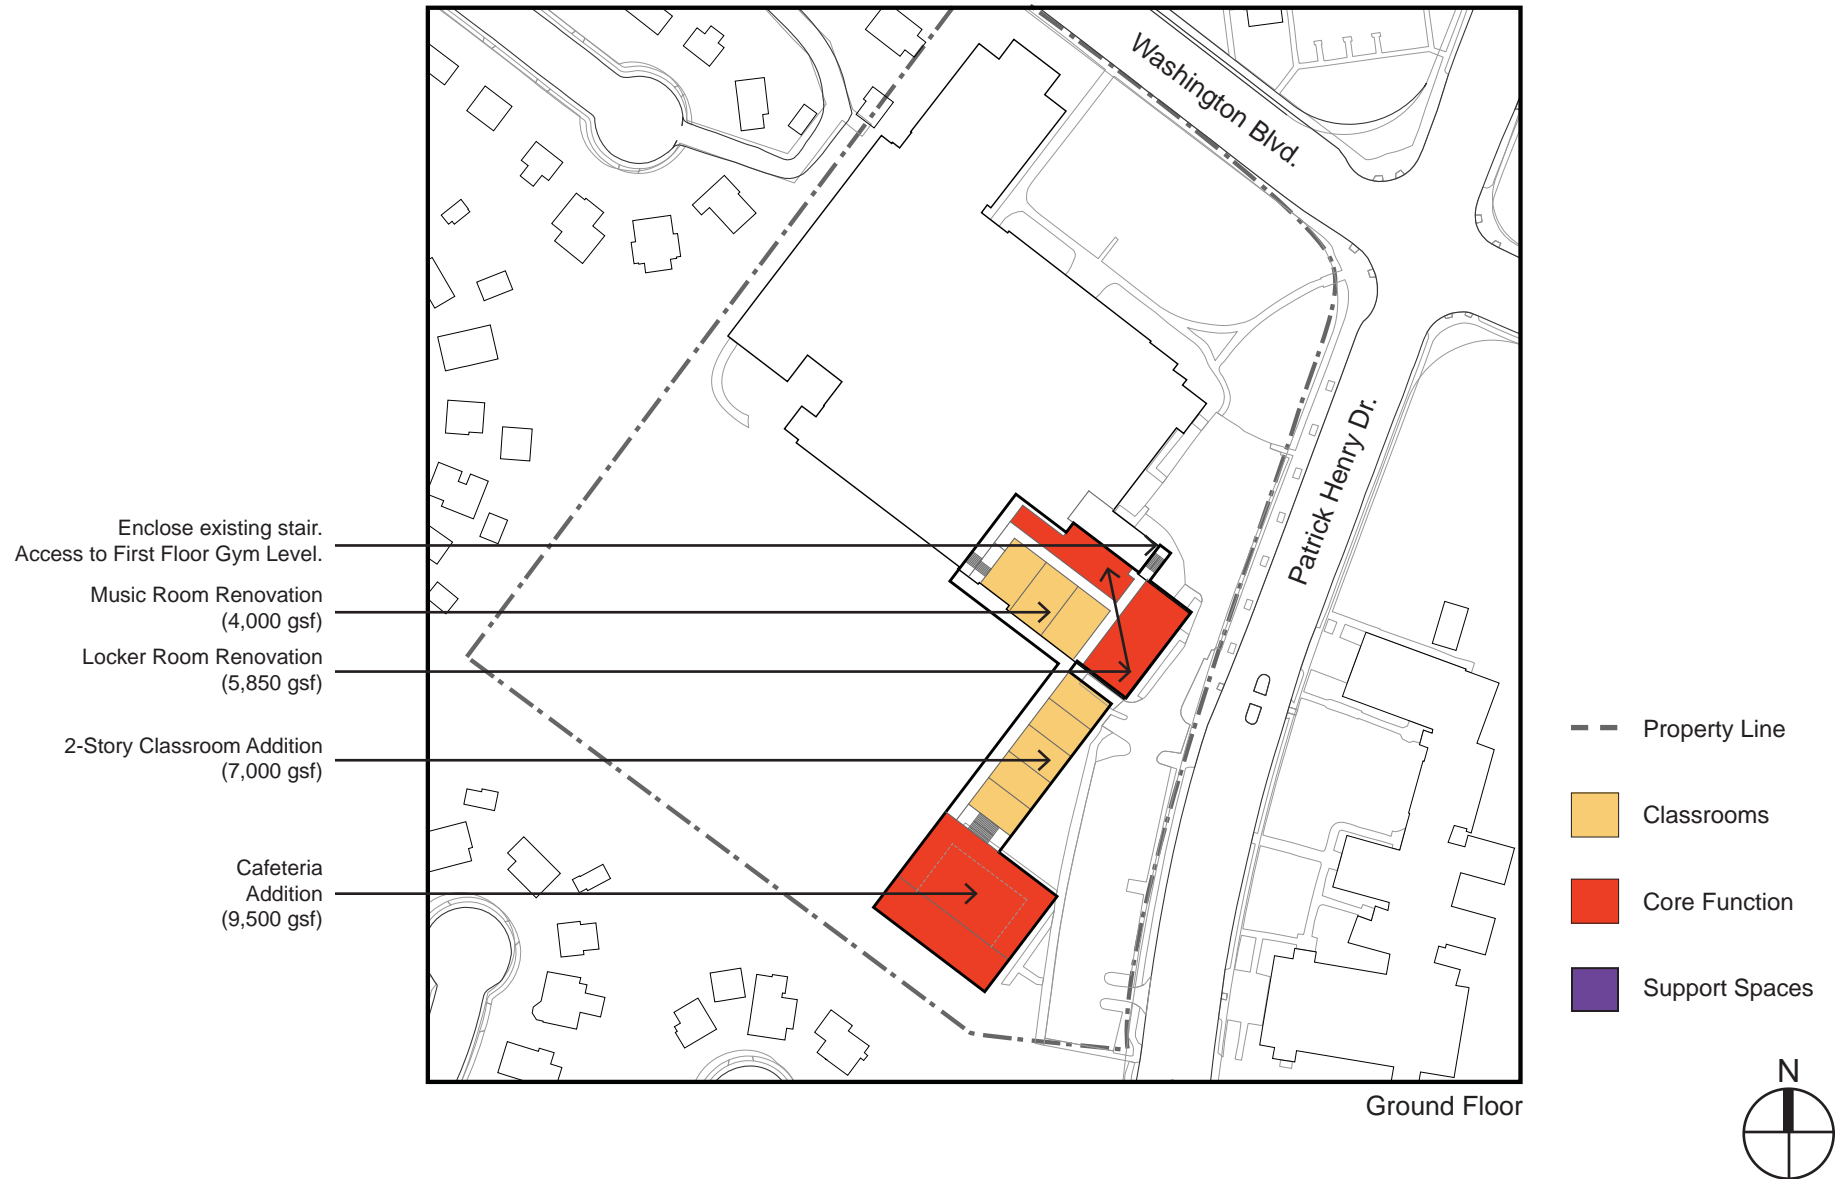 Washington Blvd.
Patrick Henry Dr.
Enclose existing stair.
Access to First Floor Gym Level.
Music Room Renovation
(4,000 gsf)
Locker Room Renovation
(5,850 gsf)
2-Story Classroom Addition
(7,000 gsf)
Cafeteria
Addition
(9,500 gsf)
Property Line
Classrooms
Core Function
Support Spaces
N
Ground Floor